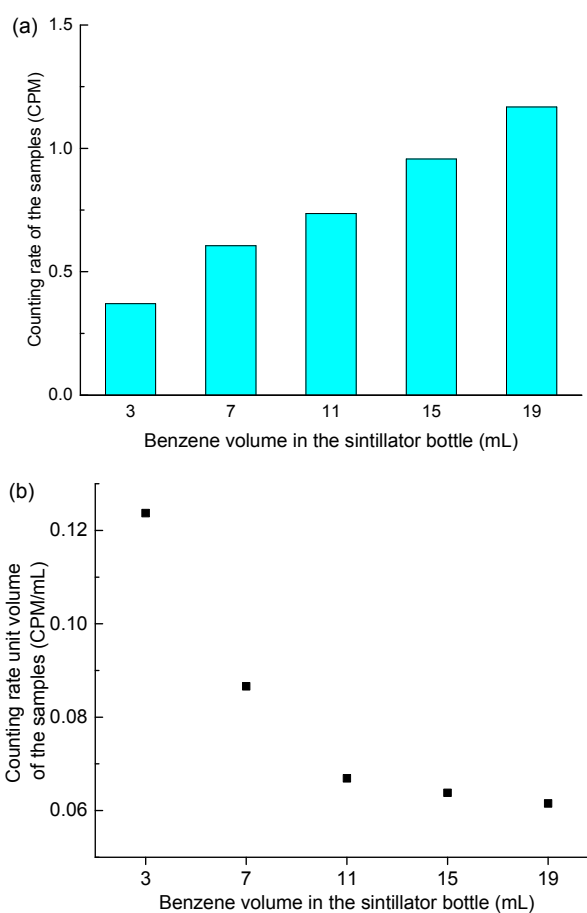 (a)
Counting rate of the samples (CPM)
1.5
1.0
0.5
0.0
3 7 11 15 19
Benzene volume in the sintillator bottle (mL)
(b)
Counting rate unit volume
of the samples (CPM/mL)
0.12
0.10
0.08
0.06
3 7 11 15 19
Benzene volume in the sintillator bottle (mL)